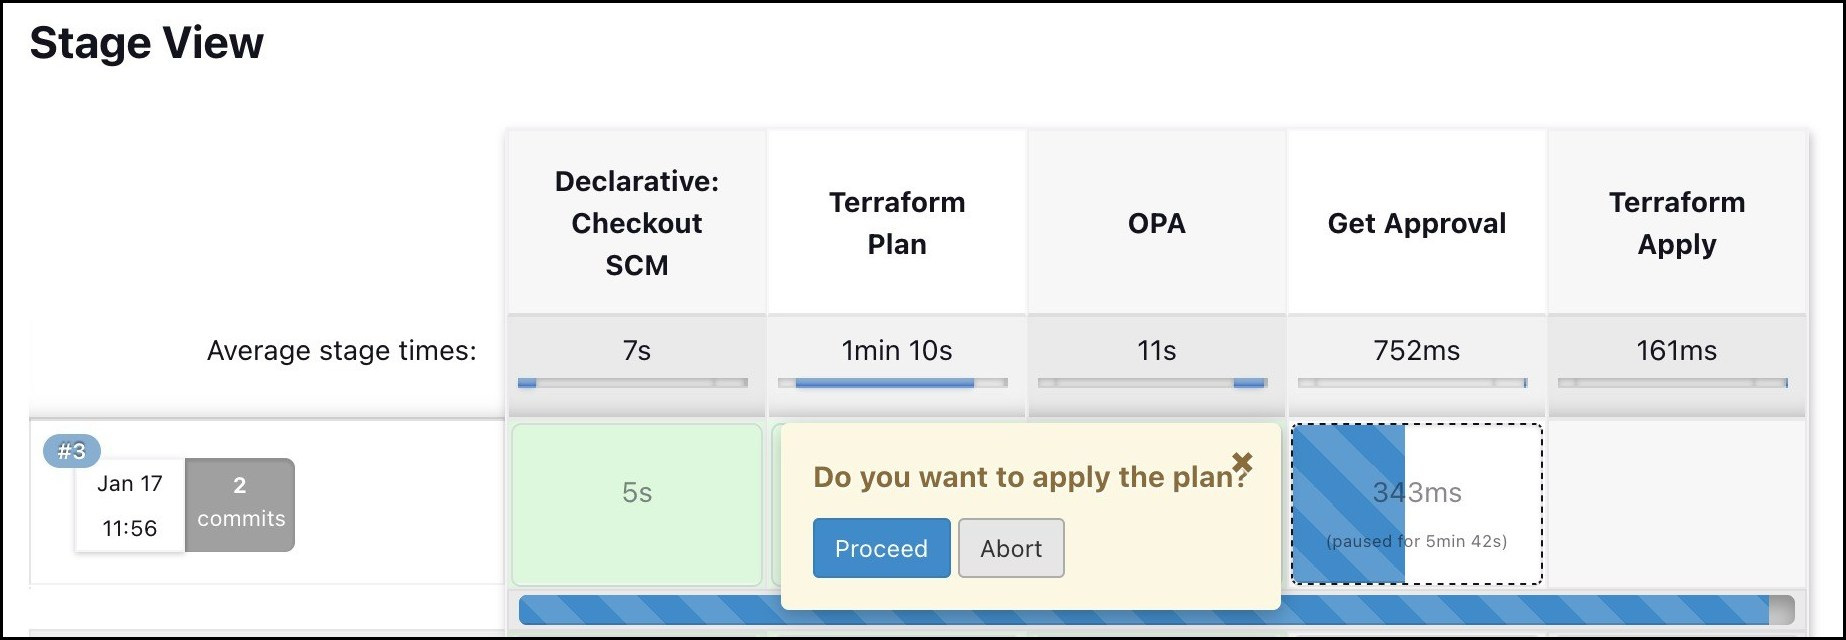 Stage View
Declarative:
Checkout
SCM
Terraform
Plan
OPA
Get Approval
Terraform
Apply
Average stage times:
7s
1min 10s
11s
752ms
161ms
#3
Jan 17
11:56
2
commits
5s
Do you want to apply the plan?
Proceed
Abort
343ms
(paused for 5min 42s)